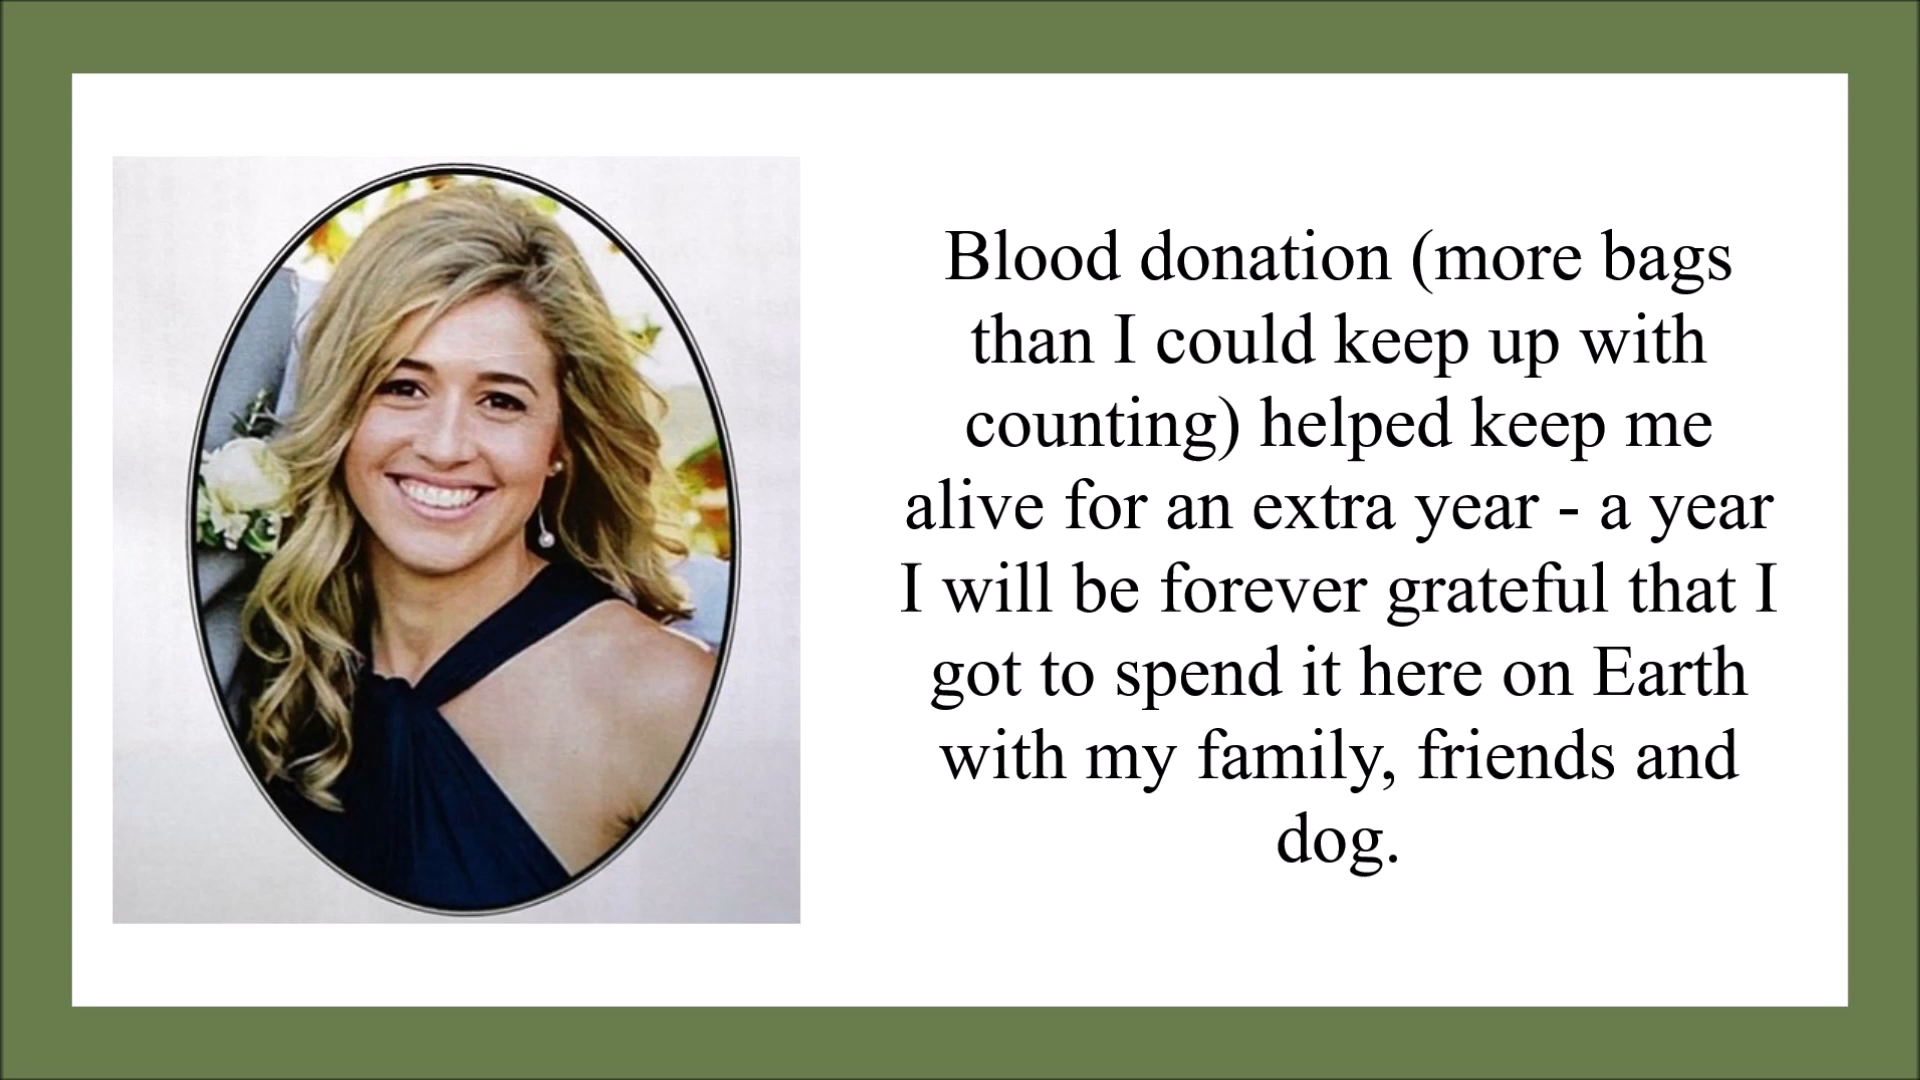 Blood donation (more bags
than I could keep up with
counting) helped keep me
alive for an extra year - a year
I will be forever grateful that I
got to spend it here on Earth
with my family, friends and
dog.